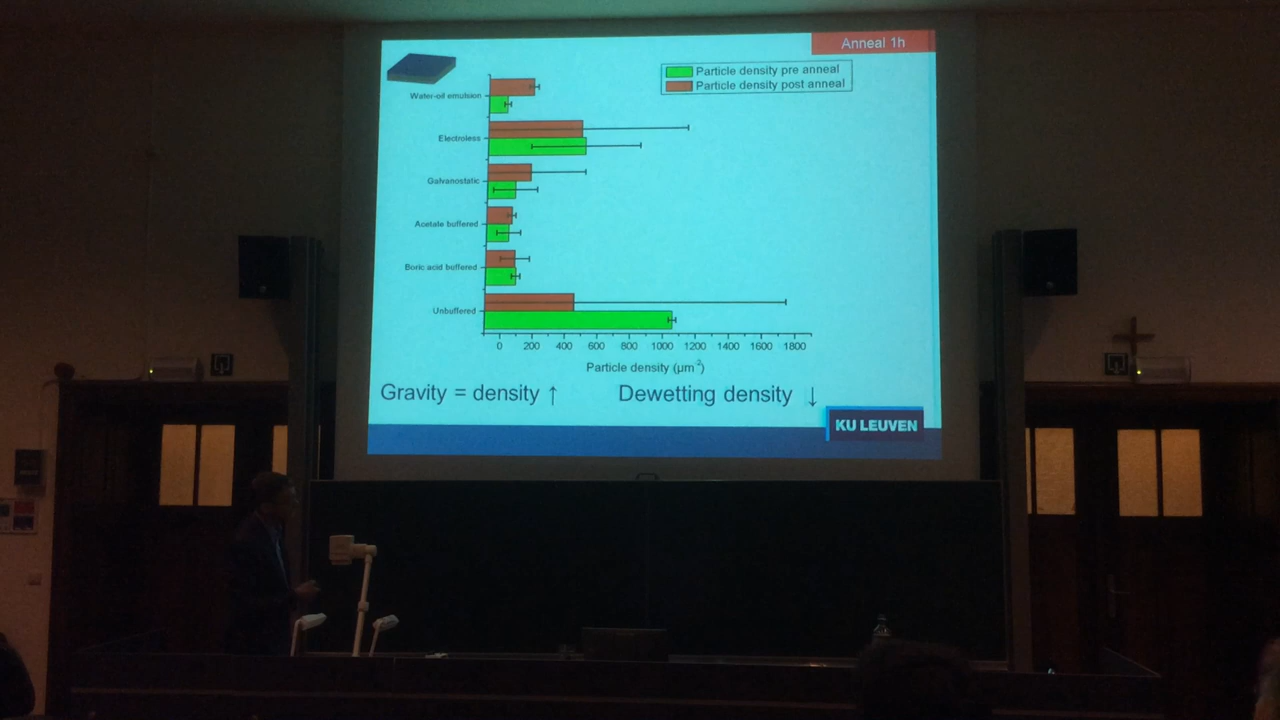 Anneal 1h
Particle density pre anneal
Particle density post anneal
Water-oil emulsion
Electroless
Galvanostatic
Acetate buffered
Boric acid buffered
Unbuffered
0 200 400 600 800 1000 1200 1400 1600 1800
Particle density (µm⁻²)
Gravity = density ↑ Dewetting density ↓
KU LEUVEN